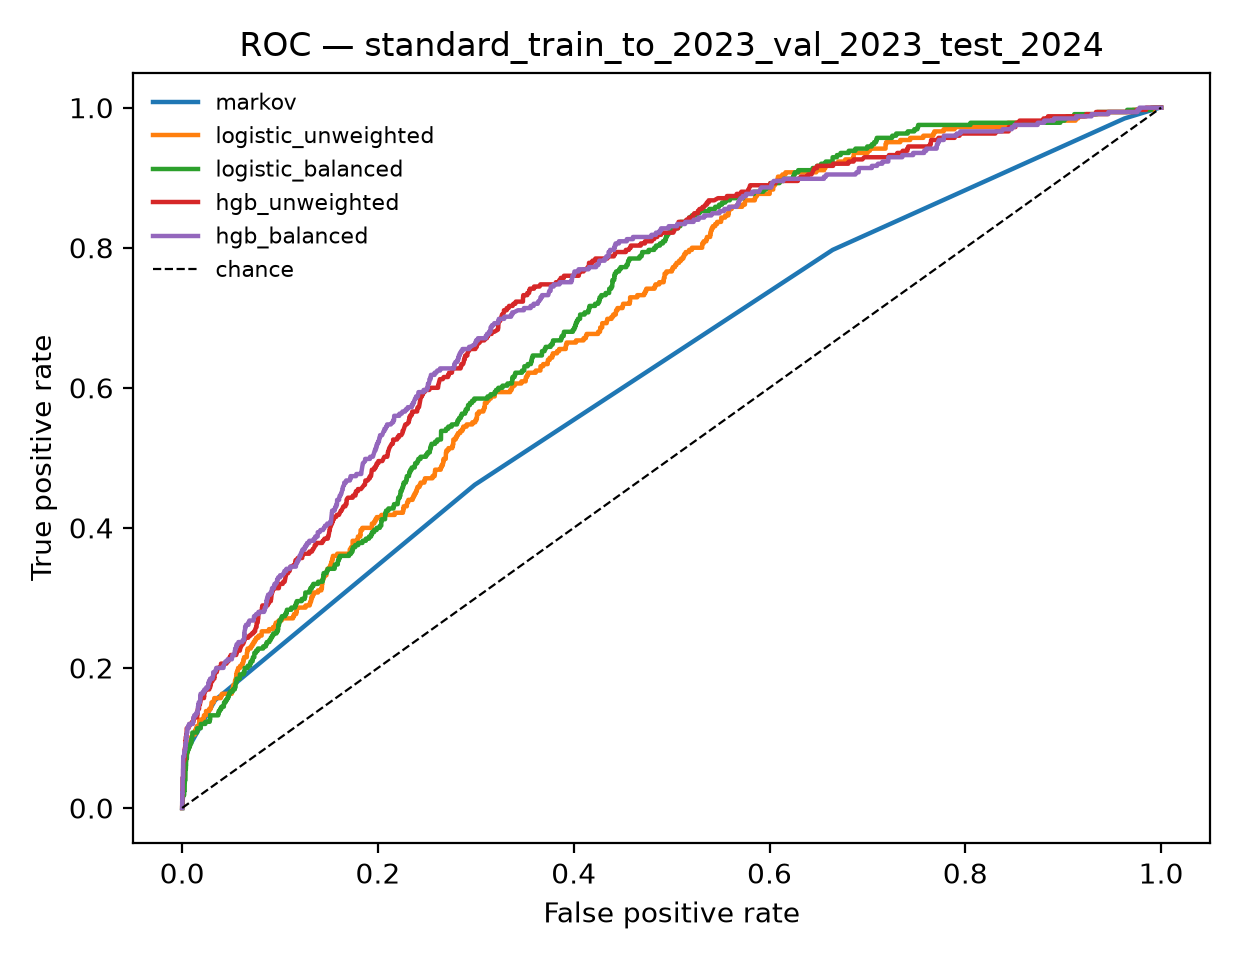 ROC — standard_train_to_2023_val_2023_test_2024
markov
logistic_unweighted
logistic_balanced
hgb_unweighted
hgb_balanced
chance
1.0
0.8
0.6
0.4
0.2
0.0
True positive rate
0.0 0.2 0.4 0.6 0.8 1.0
False positive rate